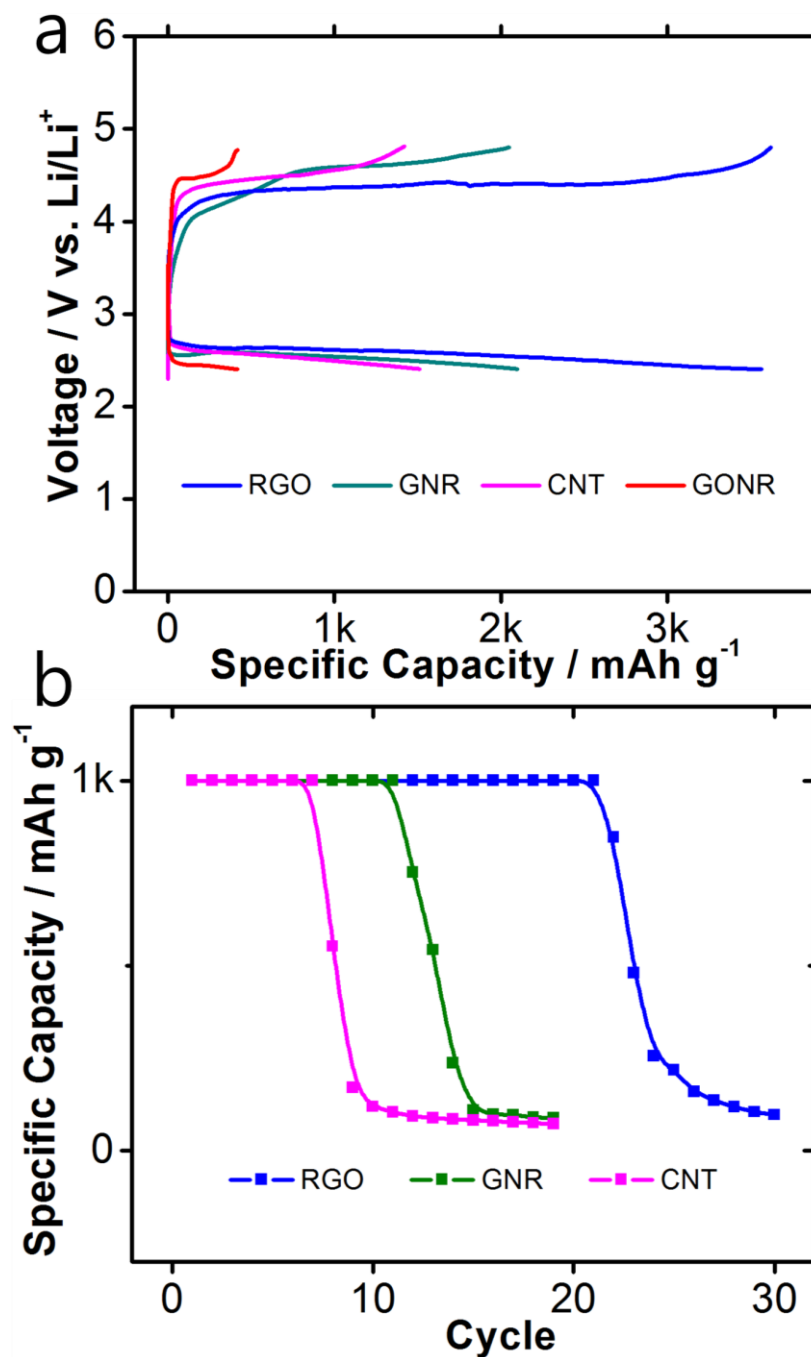 a
Voltage / V vs. Li/Li⁺
6
5
4
3
2
1
0
RGO GNR CNT GONR
0 1k 2k 3k
Specific Capacity / mAh g⁻¹
b
Specific Capacity / mAh g⁻¹
1k
0
RGO GNR CNT
0 10 20 30
Cycle